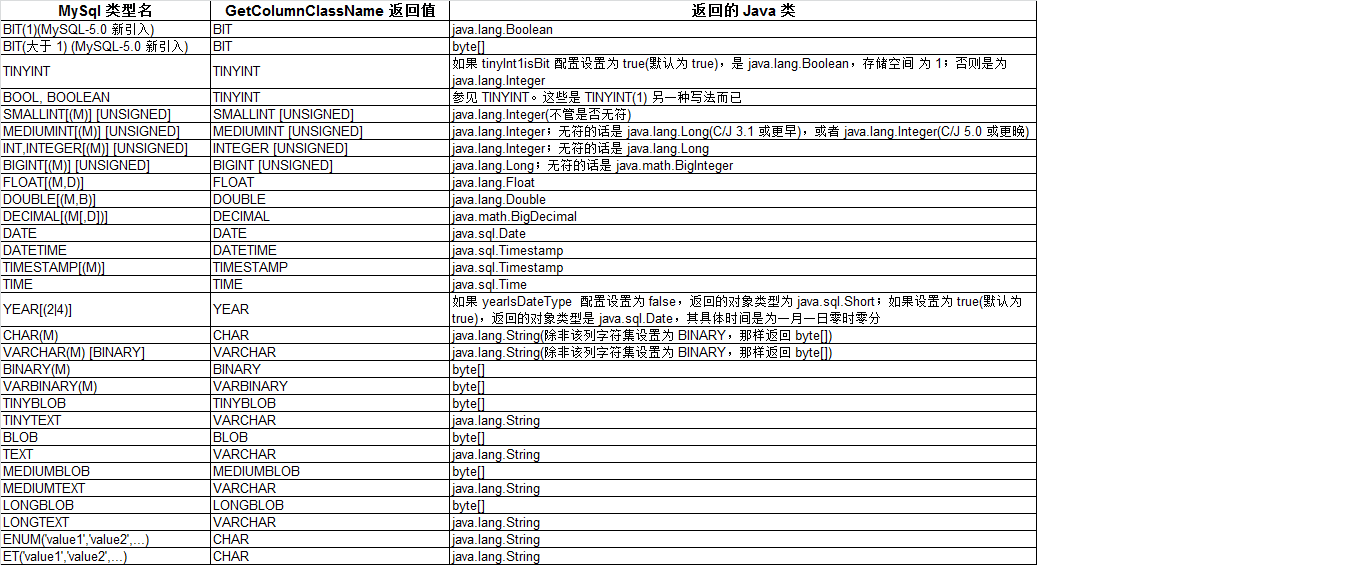 MySql 类型名 GetColumnClassName 返回值 返回的 Java 类
BIT(1)(MySQL-5.0 新引入) BIT java.lang.Boolean
BIT(大于 1) (MySQL-5.0 新引入) BIT byte[]
TINYINT TINYINT 如果 tinyInt1isBit 配置设置为 true(默认为 true)，是 java.lang.Boolean，存储空间 为 1；否则是为
java.lang.Integer
BOOL, BOOLEAN TINYINT 参见 TINYINT。这些是 TINYINT(1) 另一种写法而已
SMALLINT[(M)] [UNSIGNED] SMALLINT [UNSIGNED] java.lang.Integer(不管是否无符)
MEDIUMINT[(M)] [UNSIGNED] MEDIUMINT [UNSIGNED] java.lang.Integer；无符的话是 java.lang.Long(C/J 3.1 或更早)，或者 java.lang.Integer(C/J 5.0 或更晚)
INT,INTEGER[(M)] [UNSIGNED] INTEGER [UNSIGNED] java.lang.Integer；无符的话是 java.lang.Long
BIGINT[(M)] [UNSIGNED] BIGINT [UNSIGNED] java.lang.Long；无符的话是 java.math.BigInteger
FLOAT[(M,D)] FLOAT java.lang.Float
DOUBLE[(M,B)] DOUBLE java.lang.Double
DECIMAL[(M[,D])] DECIMAL java.math.BigDecimal
DATE DATE java.sql.Date
DATETIME DATETIME java.sql.Timestamp
TIMESTAMP[(M)] TIMESTAMP java.sql.Timestamp
TIME TIME java.sql.Time
YEAR[(2|4)] YEAR 如果 yearIsDateType 配置设置为 false，返回的对象类型为 java.sql.Short；如果设置为 true(默认为
true)，返回的对象类型是 java.sql.Date，其具体时间是为一月一日零时零分
CHAR(M) CHAR java.lang.String(除非该列字符集设置为 BINARY，那样返回 byte[])
VARCHAR(M) [BINARY] VARCHAR java.lang.String(除非该列字符集设置为 BINARY，那样返回 byte[])
BINARY(M) BINARY byte[]
VARBINARY(M) VARBINARY byte[]
TINYBLOB TINYBLOB byte[]
TINYTEXT VARCHAR java.lang.String
BLOB BLOB byte[]
TEXT VARCHAR java.lang.String
MEDIUMBLOB MEDIUMBLOB byte[]
MEDIUMTEXT VARCHAR java.lang.String
LONGBLOB LONGBLOB byte[]
LONGTEXT VARCHAR java.lang.String
ENUM('value1','value2',...) CHAR java.lang.String
ET('value1','value2',...) CHAR java.lang.String